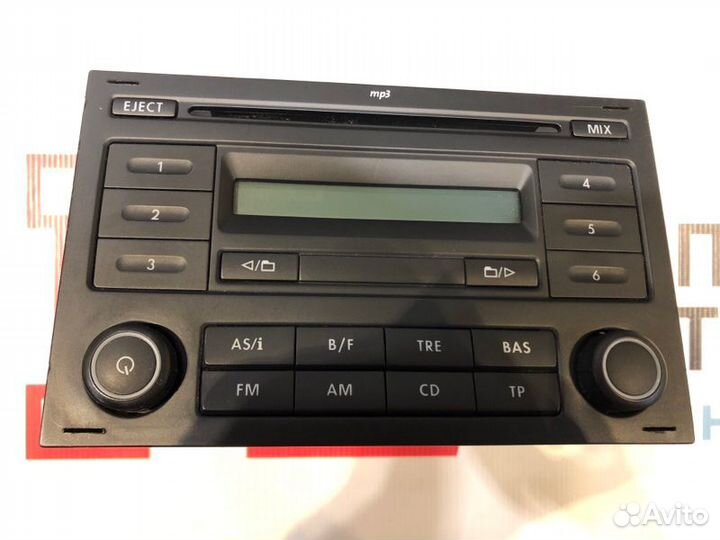 mp3
EJECT
MIX
1
4
2
5
3
6
◁/🗀
🗀/▷
AS/i
B/F
TRE
BAS
FM
AM
CD
TP
Avito